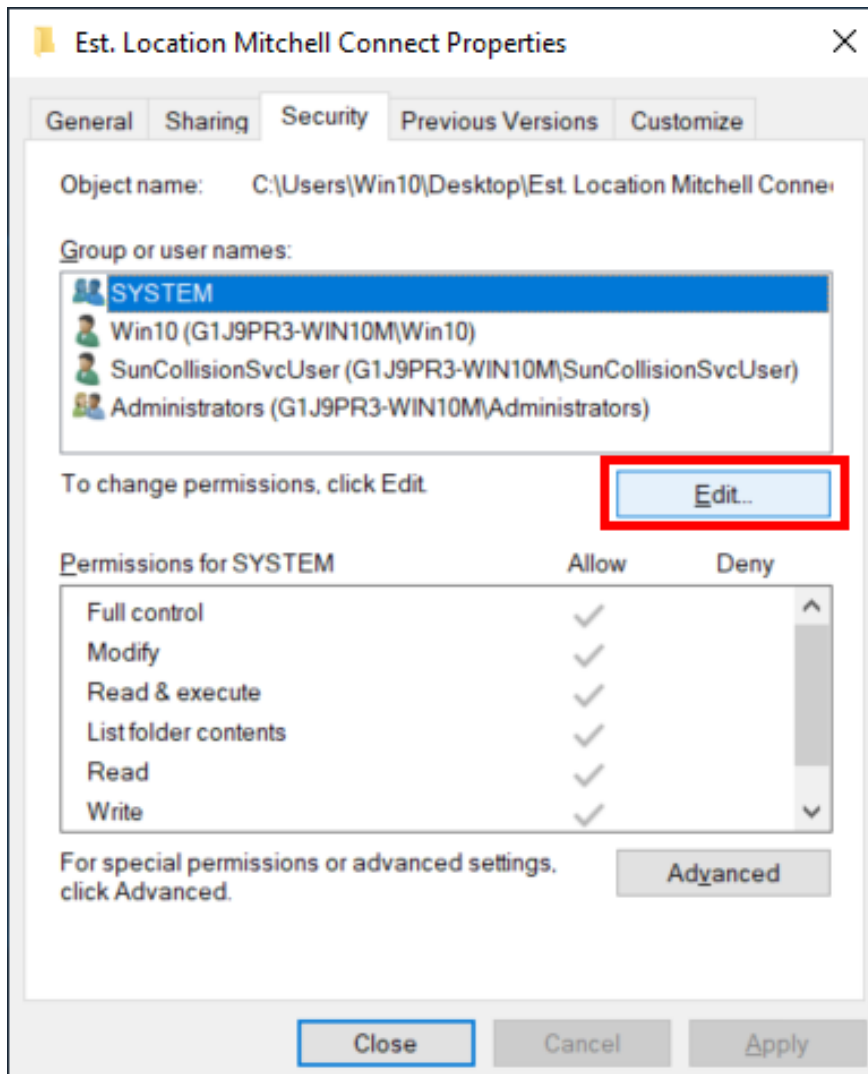 Est. Location Mitchell Connect Properties
General Sharing Security Previous Versions Customize
Object name: C:\Users\Win10\Desktop\Est. Location Mitchell Conne
Group or user names:
SYSTEM
Win10 (G1J9PR3-WIN10M\Win10)
SunCollisionSvcUser (G1J9PR3-WIN10M\SunCollisionSvcUser)
Administrators (G1J9PR3-WIN10M\Administrators)
To change permissions, click Edit.
Edit...
Permissions for SYSTEM Allow Deny
Full control
Modify
Read & execute
List folder contents
Read
Write
For special permissions or advanced settings,
click Advanced.
Advanced
Close Cancel Apply